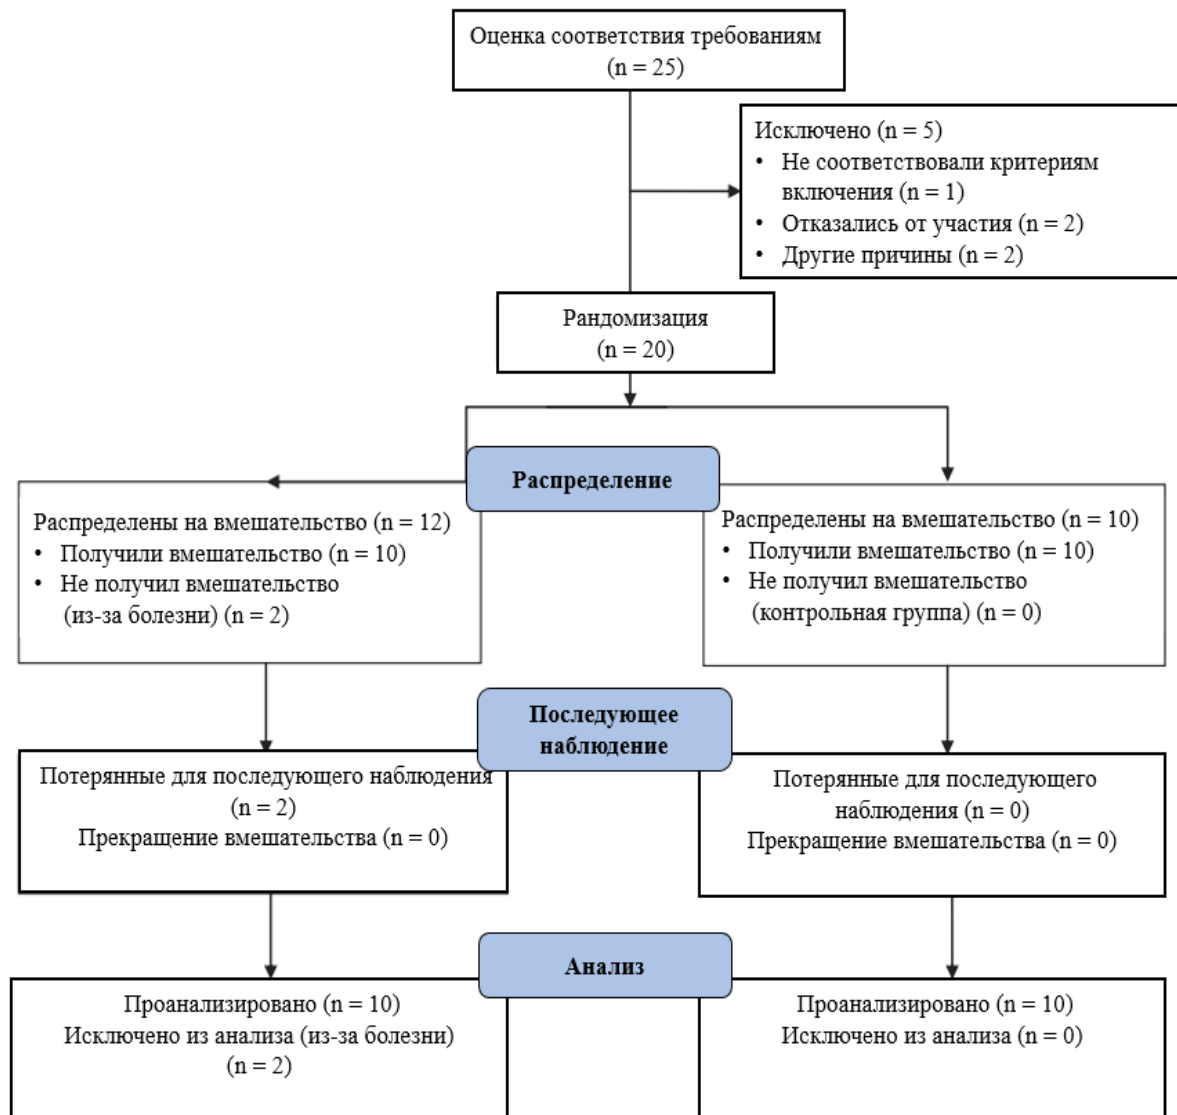 Оценка соответствия требованиям
(n = 25)
Исключено (n = 5)
• Не соответствовали критериям
включения (n = 1)
• Отказались от участия (n = 2)
• Другие причины (n = 2)
Рандомизация
(n = 20)
Распределение
Распределены на вмешательство (n = 12)
• Получили вмешательство (n = 10)
• Не получил вмешательство
(из-за болезни) (n = 2)
Распределены на вмешательство (n = 10)
• Получили вмешательство (n = 10)
• Не получил вмешательство
(контрольная группа) (n = 0)
Последующее
наблюдение
Потерянные для последующего наблюдения
(n = 2)
Прекращение вмешательства (n = 0)
Потерянные для последующего
наблюдения (n = 0)
Прекращение вмешательства (n = 0)
Анализ
Проанализировано (n = 10)
Исключено из анализа (из-за болезни)
(n = 2)
Проанализировано (n = 10)
Исключено из анализа (n = 0)